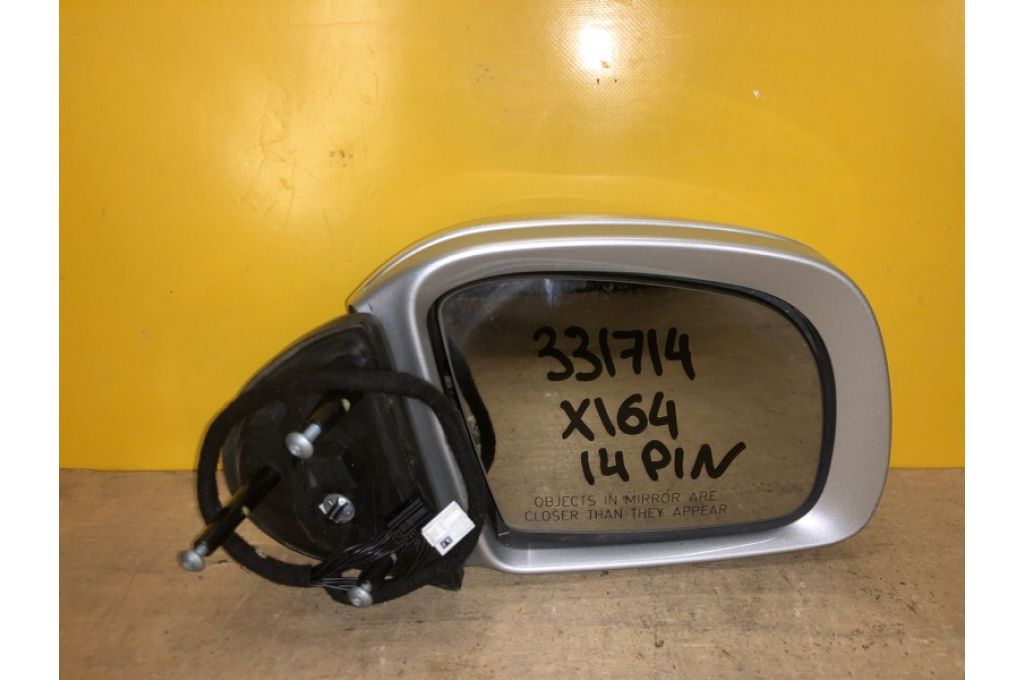 331714
X164
14 PIN
OBJECTS IN MIRROR ARE
CLOSER THAN THEY APPEAR